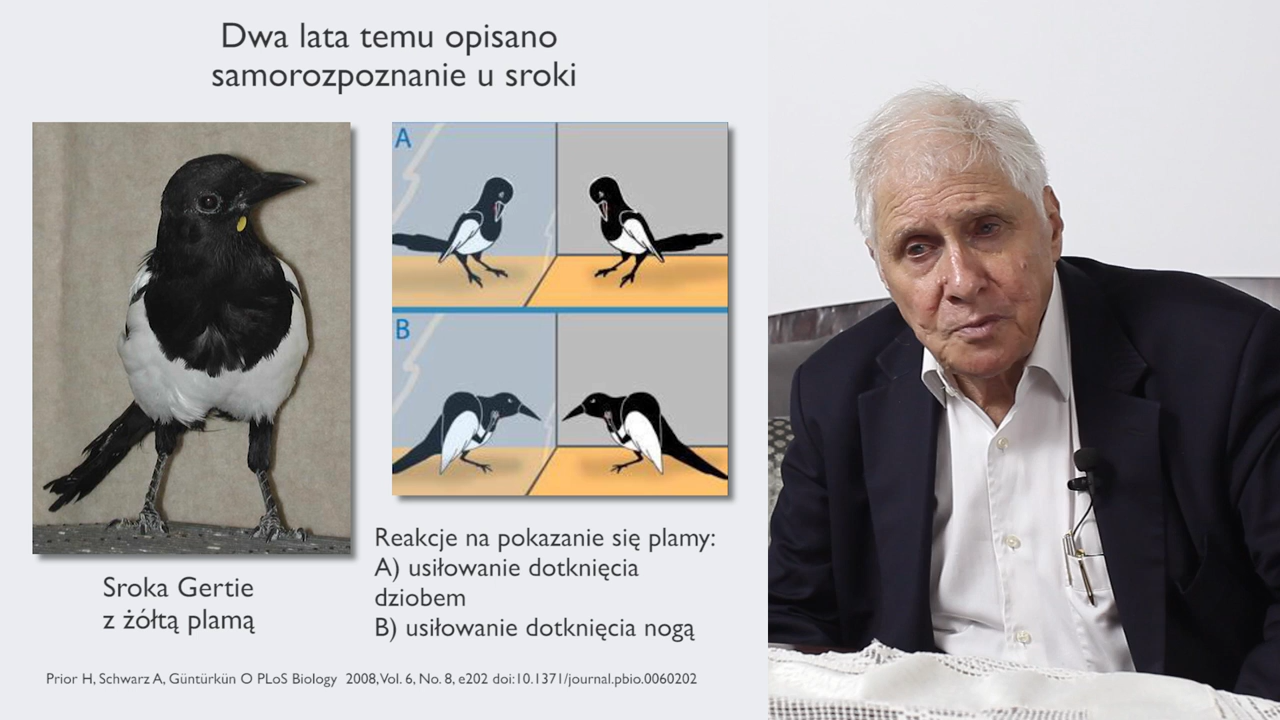 Dwa lata temu opisano
samorozpoznanie u sroki
A
B
Reakcje na pokazanie się plamy:
A) usiłowanie dotknięcia
dziobem
B) usiłowanie dotknięcia nogą
Sroka Gertie
z żółtą plamą
Prior H, Schwarz A, Güntürkün O PLoS Biology 2008, Vol. 6, No. 8, e202 doi:10.1371/journal.pbio.0060202